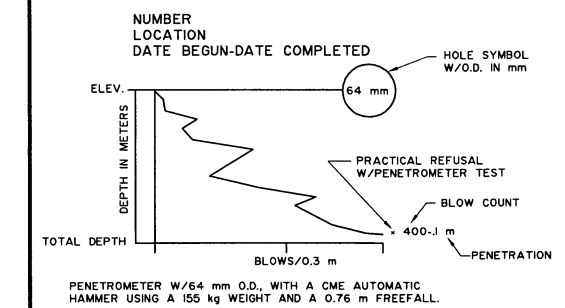 NUMBER
LOCATION
DATE BEGUN-DATE COMPLETED
HOLE SYMBOL
W/O.D. IN mm
ELEV.
64 mm
DEPTH IN METERS
PRACTICAL REFUSAL
W/PENETROMETER TEST
BLOW COUNT
× 400-.1 m
PENETRATION
TOTAL DEPTH
BLOWS/0.3 m
PENETROMETER W/64 mm O.D., WITH A CME AUTOMATIC
HAMMER USING A 155 kg WEIGHT AND A 0.76 m FREEFALL.